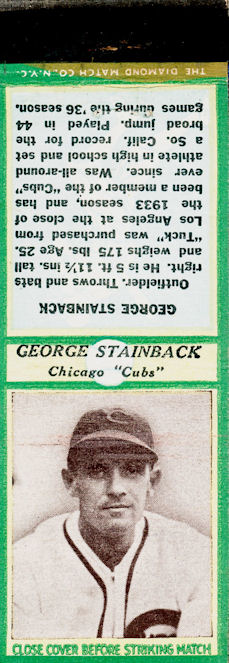 THE DIAMOND MATCH CO. N.Y.C.
GEORGE STAINBACK
Outfielder. Throws and bats
right. He is 5 ft. 11½ ins. tall
and weighs 175 lbs. Age 25.
"Tuck" was purchased from
Los Angeles at the close of
the 1933 season, and has
been a member of the "Cubs"
ever since. Was all-around
athlete in high school and set
a So. Calif. record for the
broad jump. Played in 44
games during the '36 season.
GEORGE STAINBACK
Chicago "Cubs"
CLOSE COVER BEFORE STRIKING MATCH